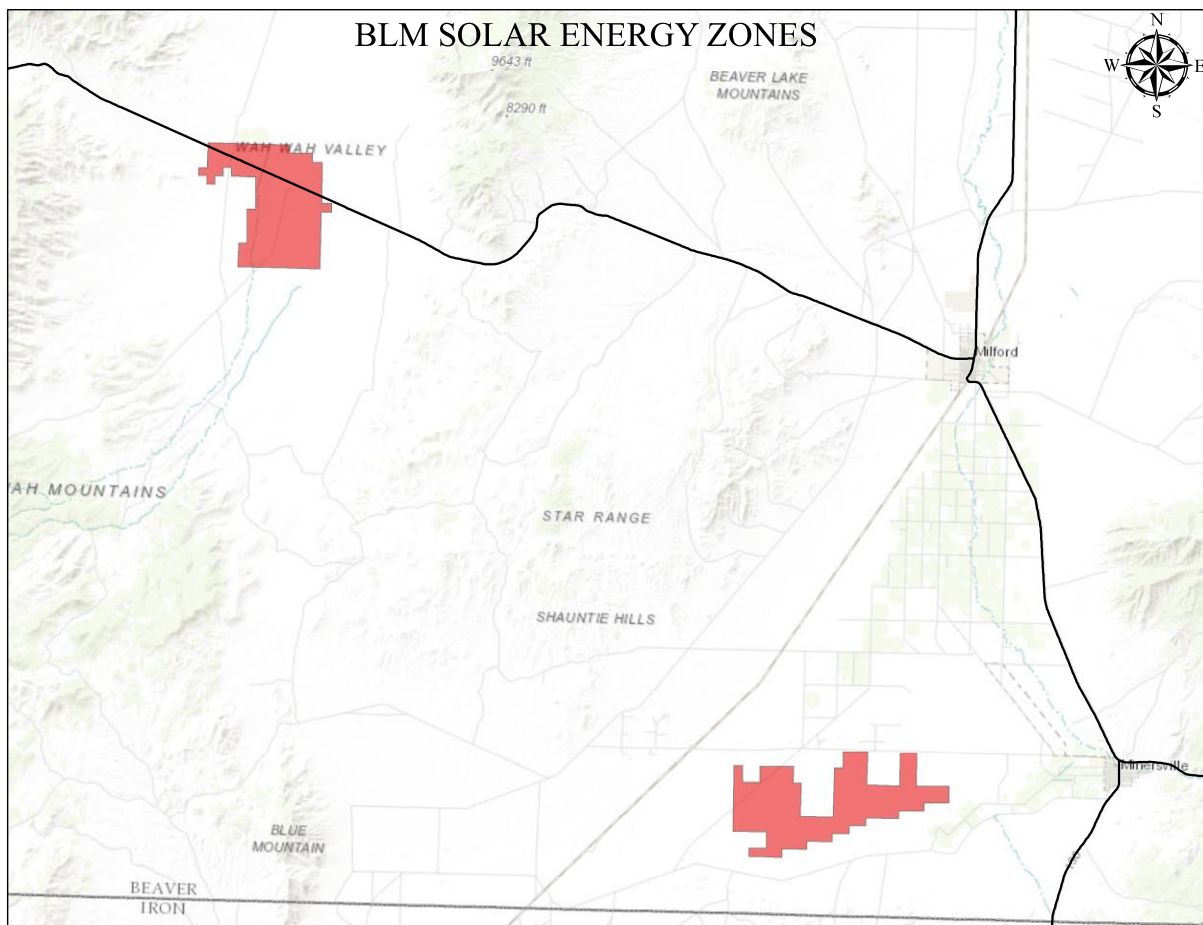 BLM SOLAR ENERGY ZONES
N
W E
S
9643 ft
8290 ft
BEAVER LAKE
MOUNTAINS
WAH WAH VALLEY
Milford
AH MOUNTAINS
STAR RANGE
SHAUNTIE HILLS
Minersville
BLUE
MOUNTAIN
BEAVER
IRON